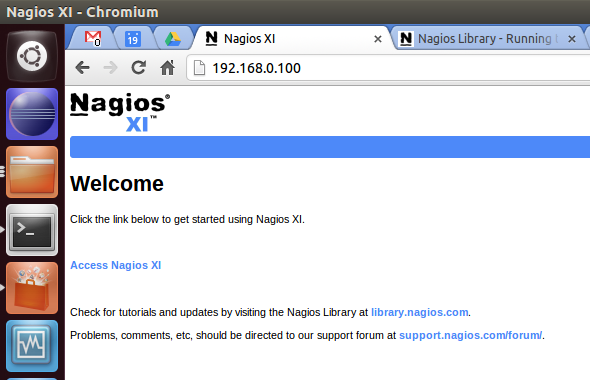 Nagios XI - Chromium
0
19
Nagios XI
Nagios Library - Running
192.168.0.100
Nagios®
XI™
Welcome
Click the link below to get started using Nagios XI.
Access Nagios XI
Check for tutorials and updates by visiting the Nagios Library at library.nagios.com.
Problems, comments, etc, should be directed to our support forum at support.nagios.com/forum/.